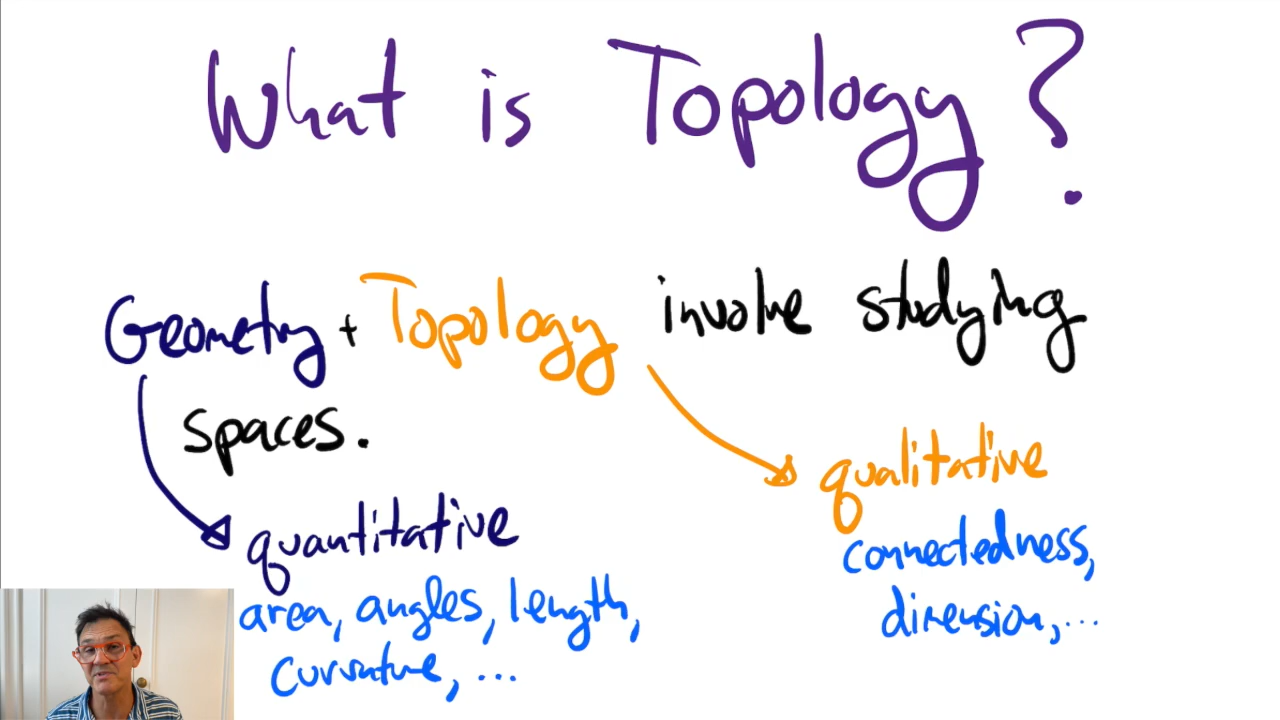 What is Topology?
Geometry + Topology involve studying
spaces.
quantitative
area, angles, length,
curvature, ...
qualitative
connectedness,
dimension, ...